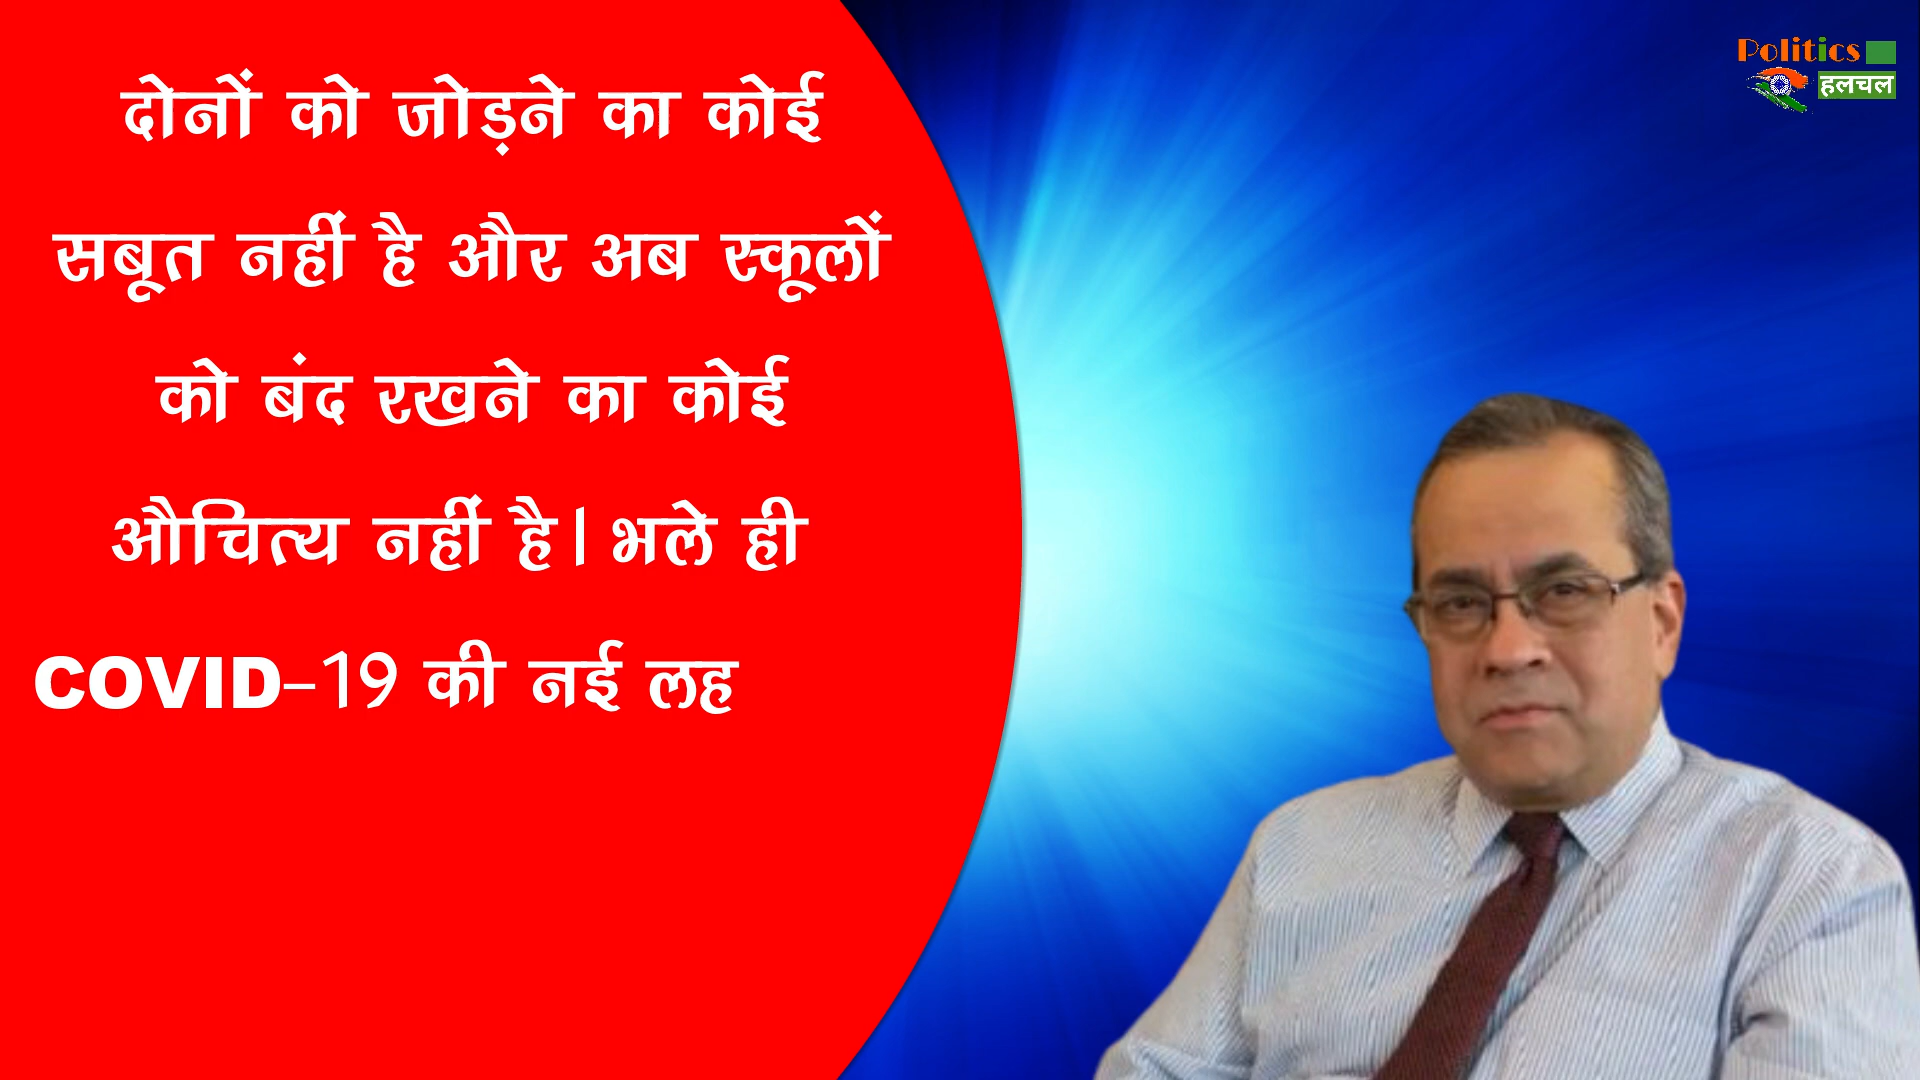 दोनों को जोड़ने का कोई
सबूत नहीं है और अब स्कूलों
को बंद रखने का कोई
औचित्य नहीं है। भले ही
COVID-19 की नई लह
Politics
हलचल